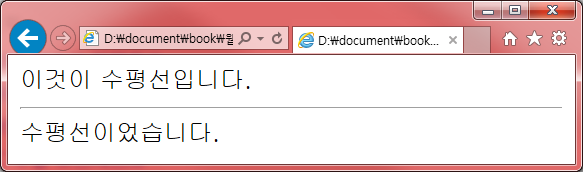 D:₩document₩book₩웹
D:₩document₩book...
이것이 수평선입니다.
수평선이었습니다.